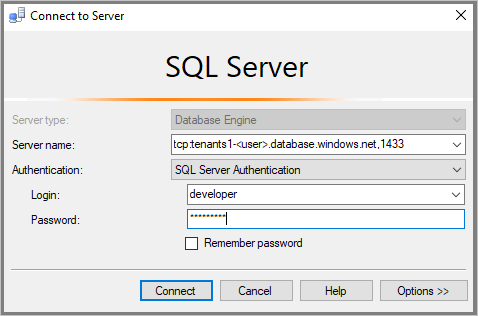 Connect to Server
SQL Server
Server type: Database Engine
Server name: tcp:tenants1-<user>.database.windows.net,1433
Authentication: SQL Server Authentication
Login: developer
Password: *********
Remember password
Connect Cancel Help Options >>